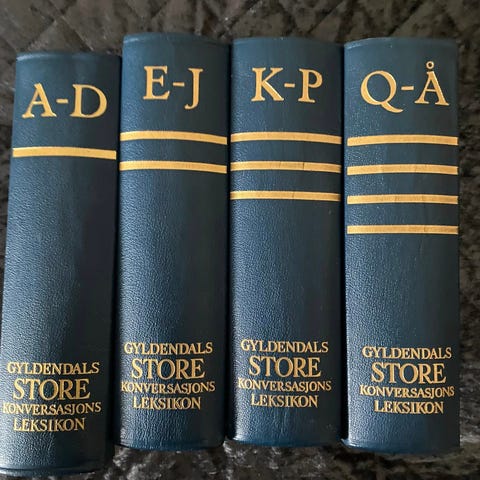 A-D
GYLDENDALS
STORE
KONVERSASJONS
LEKSIKON
E-J
GYLDENDALS
STORE
KONVERSASJONS
LEKSIKON
K-P
GYLDENDALS
STORE
KONVERSASJONS
LEKSIKON
Q-Å
GYLDENDALS
STORE
KONVERSASJONS
LEKSIKON